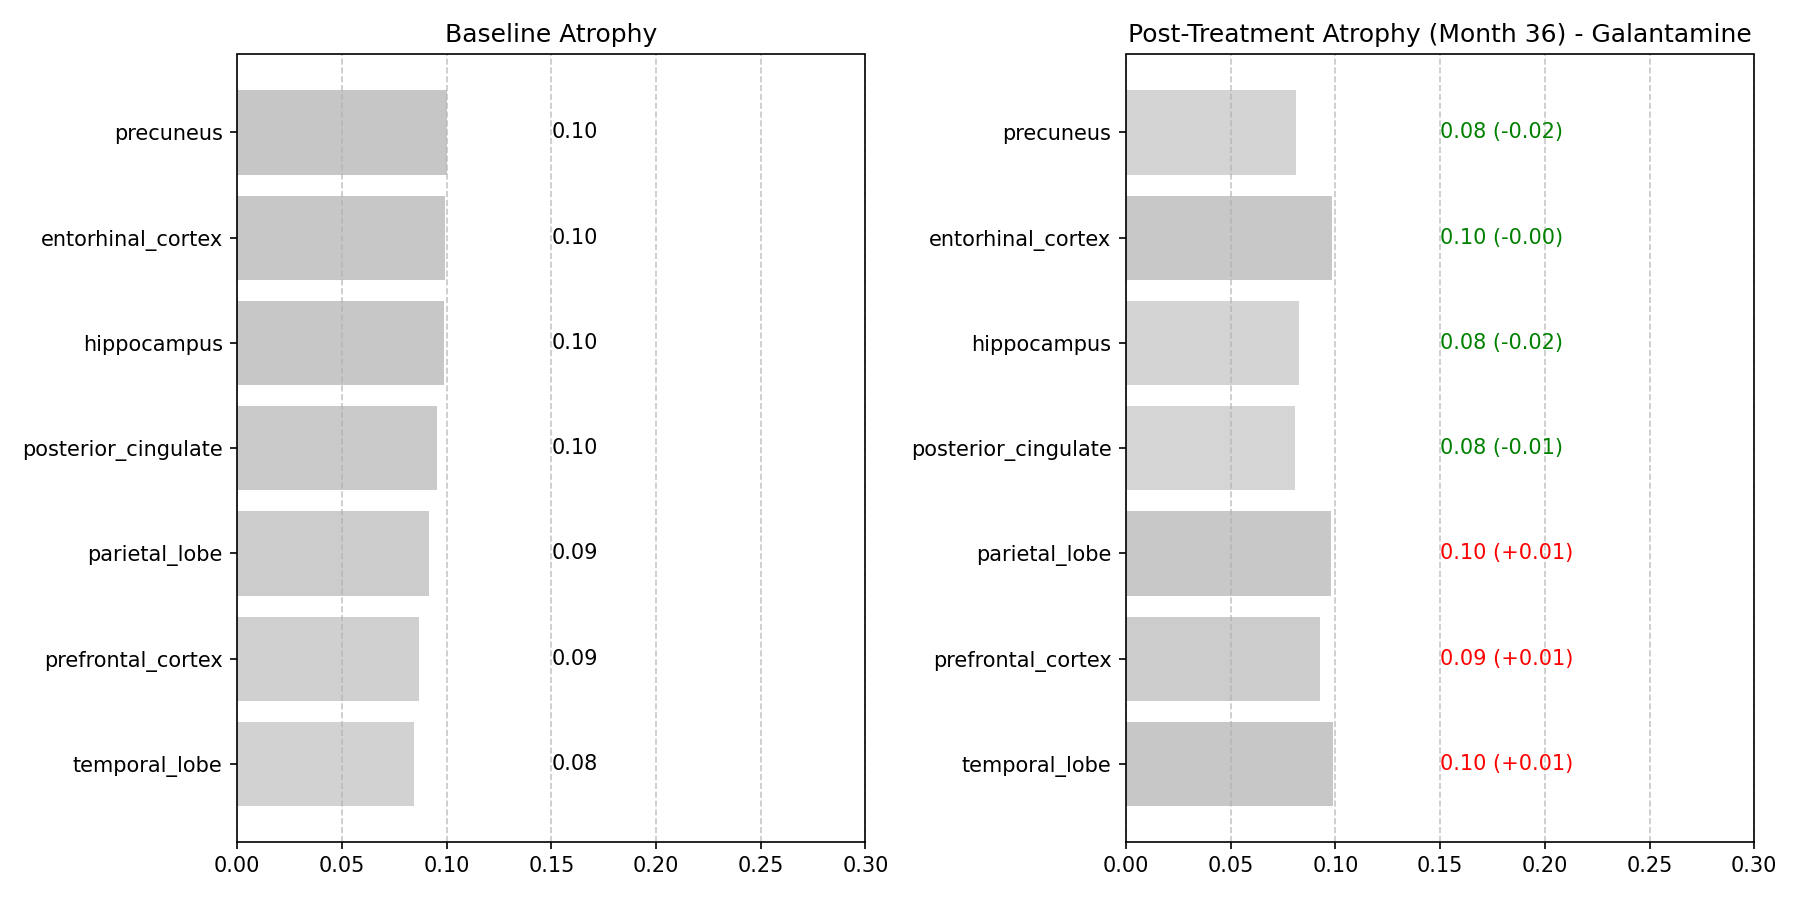 Baseline Atrophy
precuneus 0.10
entorhinal_cortex 0.10
hippocampus 0.10
posterior_cingulate 0.10
parietal_lobe 0.09
prefrontal_cortex 0.09
temporal_lobe 0.08
0.00 0.05 0.10 0.15 0.20 0.25 0.30
Post-Treatment Atrophy (Month 36) - Galantamine
precuneus 0.08 (-0.02)
entorhinal_cortex 0.10 (-0.00)
hippocampus 0.08 (-0.02)
posterior_cingulate 0.08 (-0.01)
parietal_lobe 0.10 (+0.01)
prefrontal_cortex 0.09 (+0.01)
temporal_lobe 0.10 (+0.01)
0.00 0.05 0.10 0.15 0.20 0.25 0.30